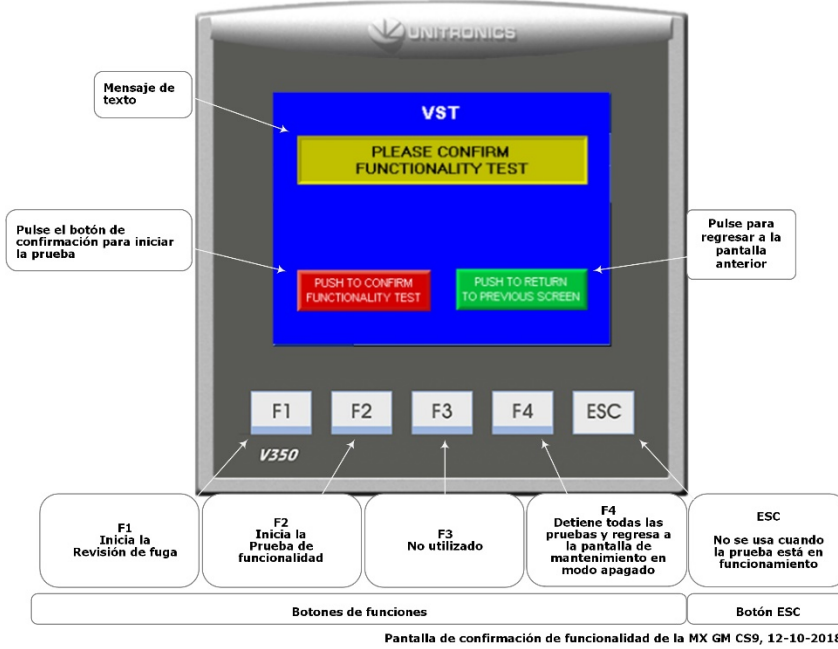 UNITRONICS
Mensaje de
texto
VST
PLEASE CONFIRM
FUNCTIONALITY TEST
Pulse el botón de
confirmación para iniciar
la prueba
Pulse para
regresar a la
pantalla
anterior
PUSH TO CONFIRM
FUNCTIONALITY TEST
PUSH TO RETURN
TO PREVIOUS SCREEN
F1
F2
F3
F4
ESC
V350
F1
Inicia la
Revisión de fuga
F2
Inicia la
Prueba de
funcionalidad
F3
No utilizado
F4
Detiene todas las
pruebas y regresa a
la pantalla de
mantenimiento en
modo apagado
ESC
No se usa cuando
la prueba está en
funcionamiento
Botones de funciones
Botón ESC
Pantalla de confirmación de funcionalidad de la MX GM CS9, 12-10-2018